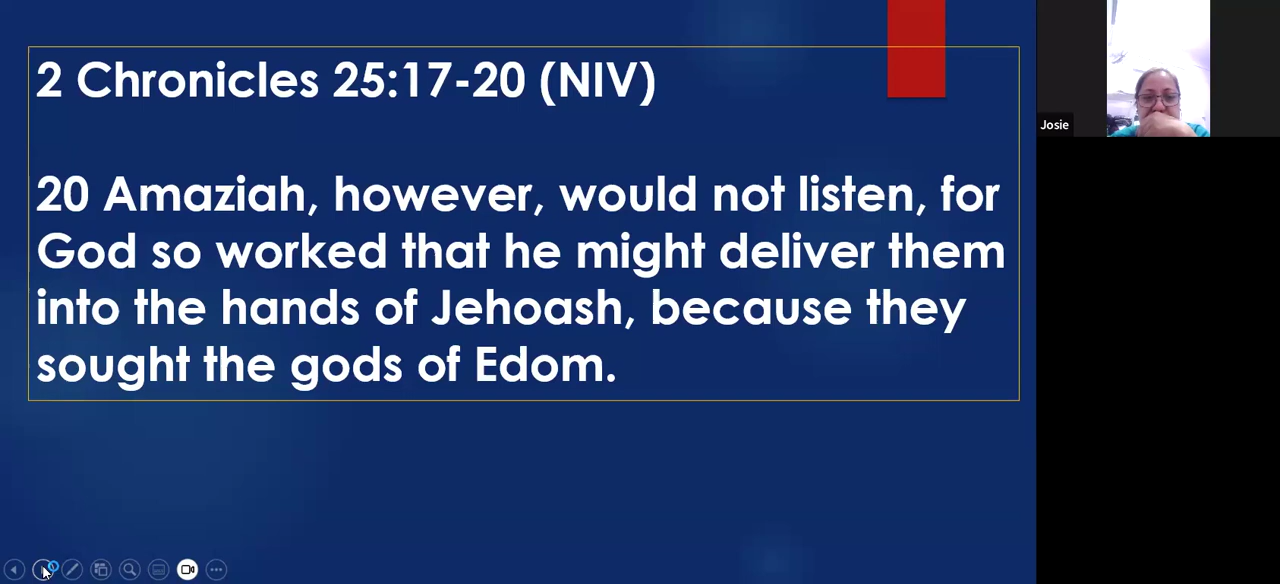 2 Chronicles 25:17-20 (NIV)
20 Amaziah, however, would not listen, for
God so worked that he might deliver them
into the hands of Jehoash, because they
sought the gods of Edom.
Josie